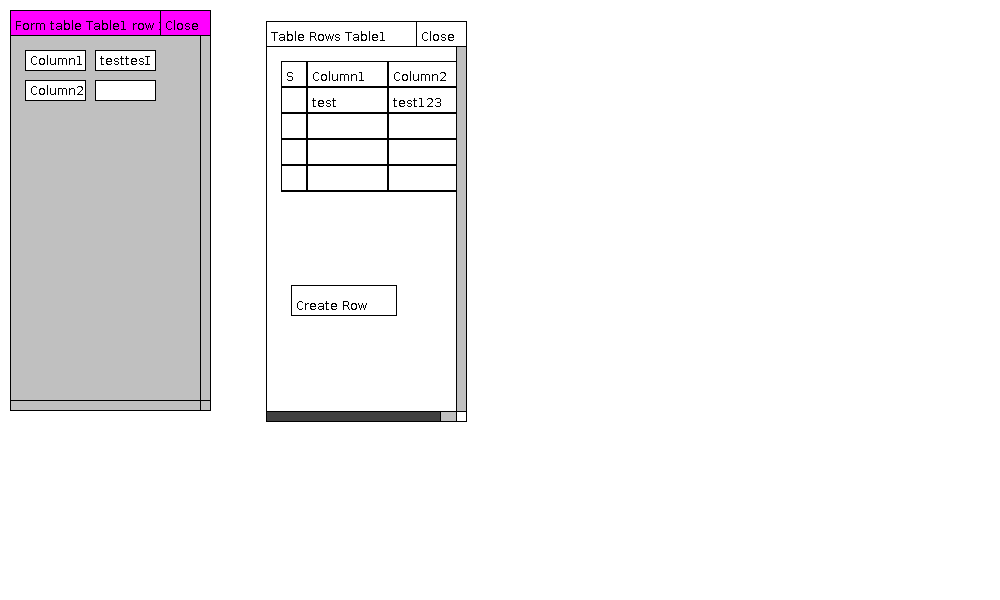 Form table Table1 row
Close
Column1
testtesI
Column2
Table Rows Table1
Close
S
Column1
Column2
test
test123
Create Row